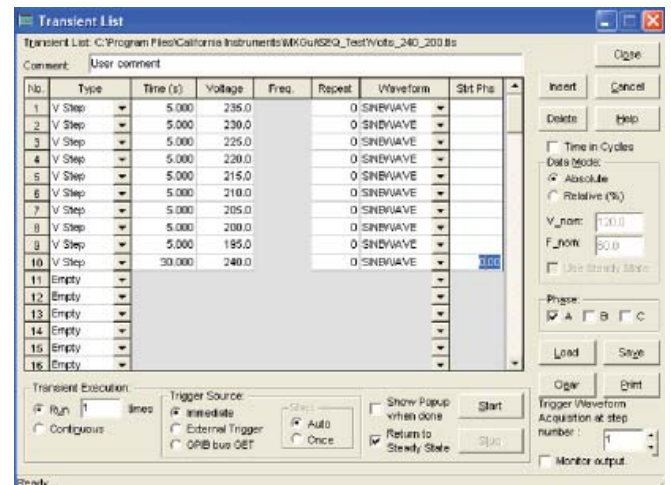 Transient List
Transient List: C:\Program Files\California Instruments\MXGui\SEQ_Test\Volts_240_200.tls
Close
Comment: User comment
No. Type Time (s) Voltage Freq. Repeat Waveform Strt Phs
1 V Step 5.000 235.0 0 SINEWAVE
2 V Step 5.000 230.0 0 SINEWAVE
3 V Step 5.000 225.0 0 SINEWAVE
4 V Step 5.000 220.0 0 SINEWAVE
5 V Step 5.000 215.0 0 SINEWAVE
6 V Step 5.000 210.0 0 SINEWAVE
7 V Step 5.000 205.0 0 SINEWAVE
8 V Step 5.000 200.0 0 SINEWAVE
9 V Step 5.000 195.0 0 SINEWAVE
10 V Step 30.000 240.0 0 SINEWAVE 0.00
11 Empty
12 Empty
13 Empty
14 Empty
15 Empty
16 Empty
Insert Cancel
Delete Help
Time in Cycles
Data Mode:
Absolute
Relative (%)
V_nom: 120.0
F_nom: 60.0
Use Steady State
Phase:
A B C
Load Save
Clear Print
Trigger Waveform
Acquistion at step
number : 1
Monitor output.
Transient Execution:
Run 1 times
Continuous
Trigger Source:
Immediate
External Trigger
GPIB bus GET
Steps
Auto
Once
Show Popup
when done
Return to
Steady State
Start
Stop
Ready...